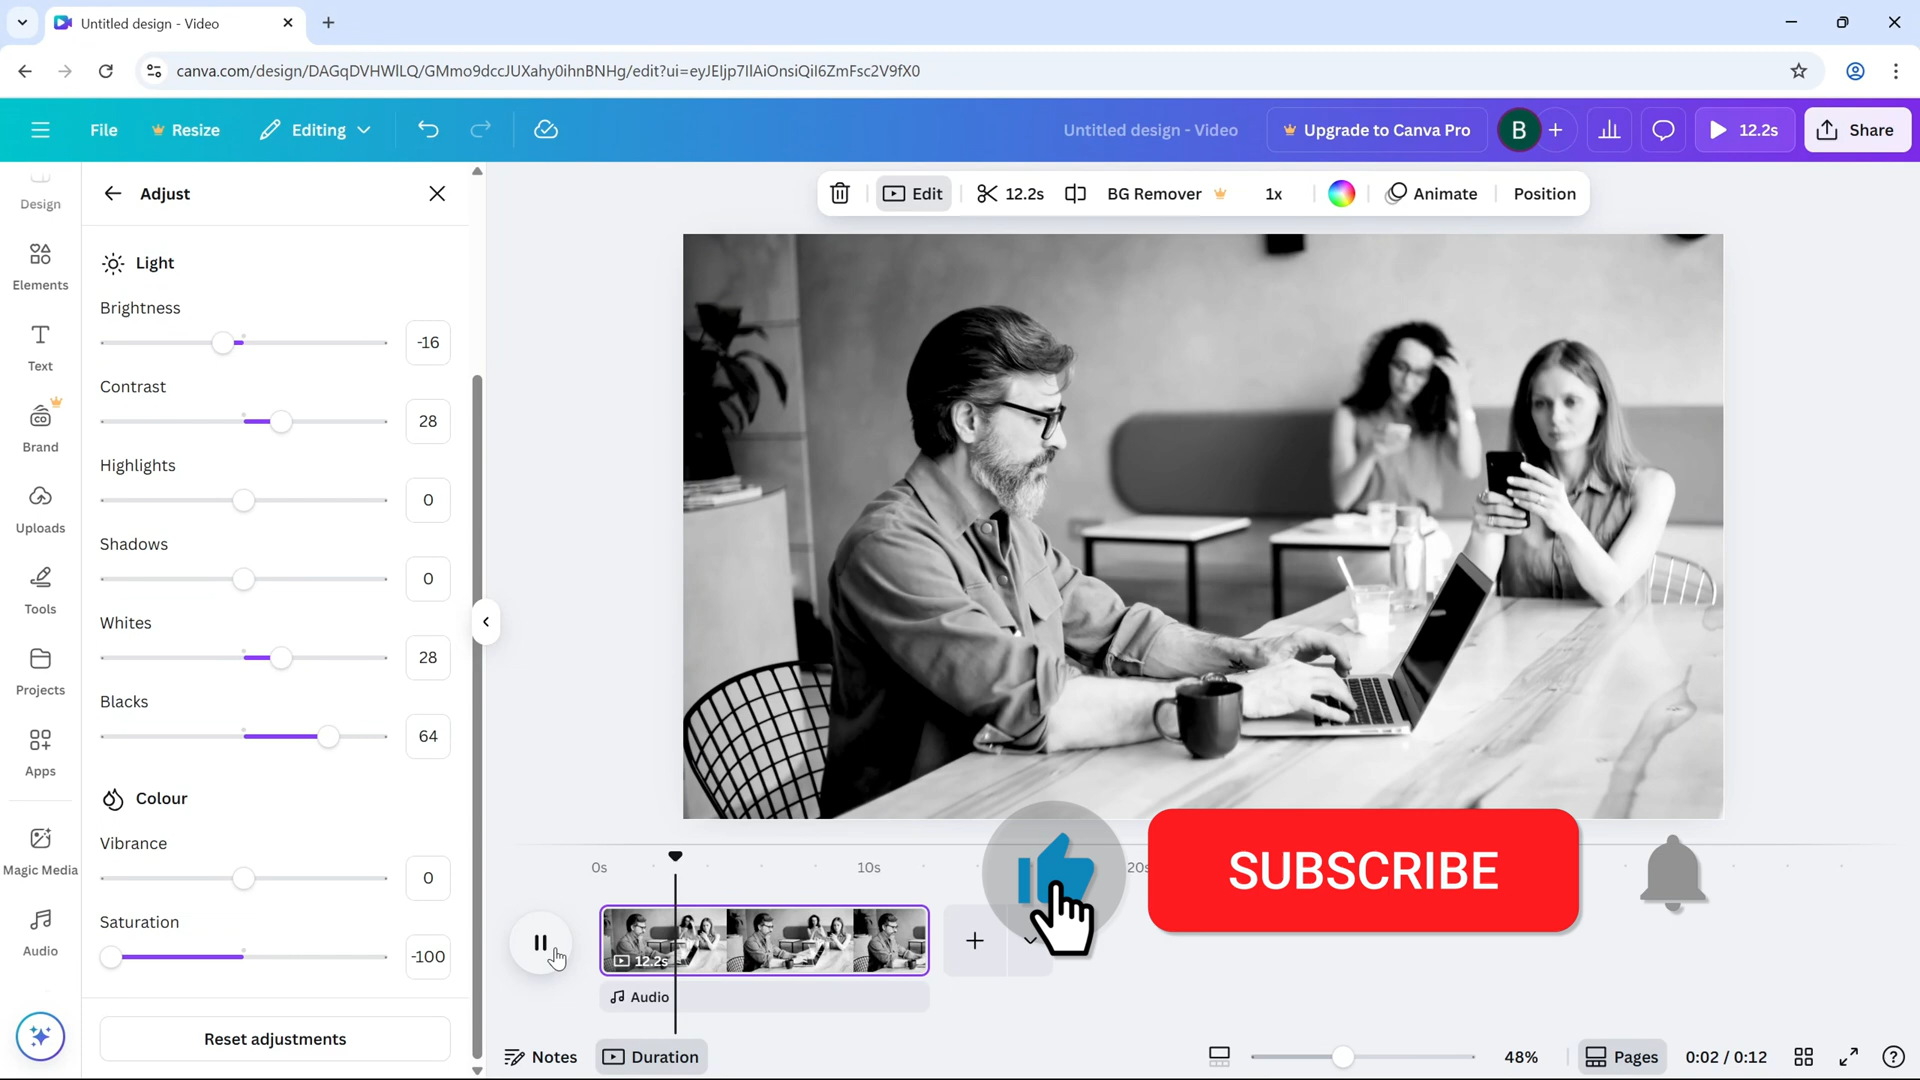 Untitled design - Video
canva.com/design/DAGqDVHWlLQ/GMmo9dccJUXahy0ihnBNHg/edit?ui=eyJEIjp7IlAiOnsiQiI6ZmFsc2V9fX0
File
Resize
Editing
Untitled design - Video
Upgrade to Canva Pro
B
12.2s
Share
Design
Elements
Text
Brand
Uploads
Tools
Projects
Apps
Magic Media
Audio
Adjust
Light
Brightness
-16
Contrast
28
Highlights
0
Shadows
0
Whites
28
Blacks
64
Colour
Vibrance
0
Saturation
-100
Reset adjustments
Edit
12.2s
BG Remover
1x
Animate
Position
0s
10s
20s
SUBSCRIBE
12.2s
Audio
Notes
Duration
48%
Pages
0:02 / 0:12